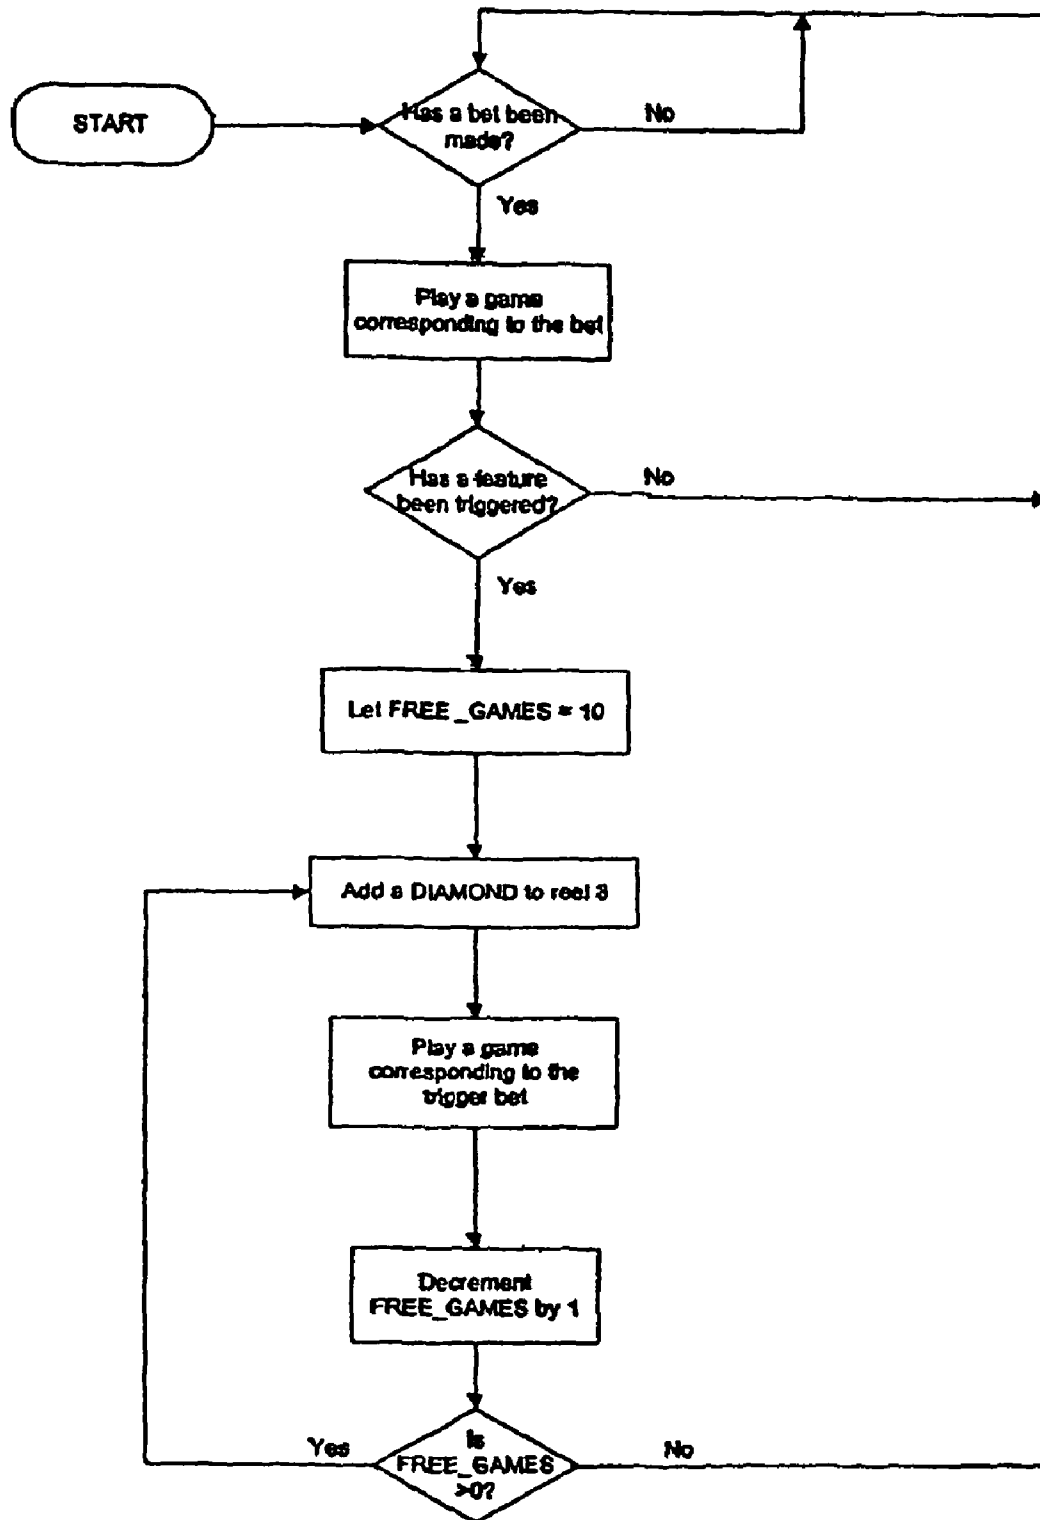 START
Has a bet been
made?
No
Yes
Play a game
corresponding to the bet
Has a feature
been triggered?
No
Yes
Let FREE_GAMES = 10
Add a DIAMOND to reel 3
Play a game
corresponding to the
trigger bet
Decrement
FREE_GAMES by 1
Yes
Is
FREE_GAMES
>0?
No